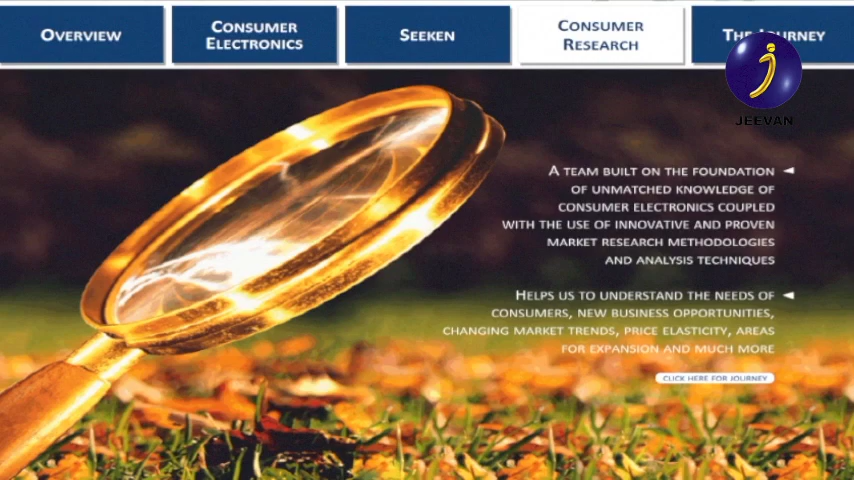 OVERVIEW
CONSUMER
ELECTRONICS
SEEKEN
CONSUMER
RESEARCH
THE JOURNEY
JEEVAN
A TEAM BUILT ON THE FOUNDATION
OF UNMATCHED KNOWLEDGE OF
CONSUMER ELECTRONICS COUPLED
WITH THE USE OF INNOVATIVE AND PROVEN
MARKET RESEARCH METHODOLOGIES
AND ANALYSIS TECHNIQUES
HELPS US TO UNDERSTAND THE NEEDS OF
CONSUMERS, NEW BUSINESS OPPORTUNITIES,
CHANGING MARKET TRENDS, PRICE ELASTICITY, AREAS
FOR EXPANSION AND MUCH MORE
CLICK HERE FOR JOURNEY